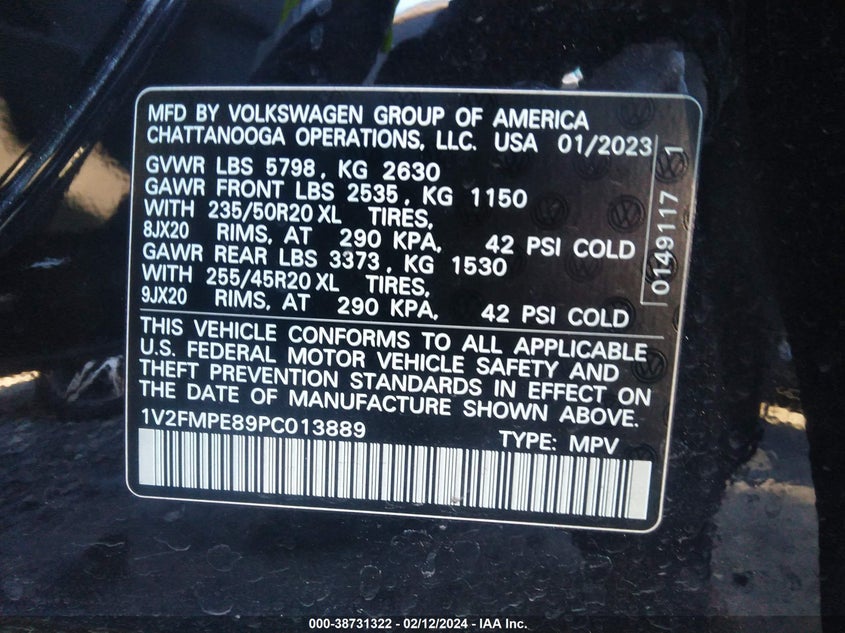 MFD BY VOLKSWAGEN GROUP OF AMERICA
CHATTANOOGA OPERATIONS, LLC. USA 01/2023
GVWR LBS 5798, KG 2630
GAWR FRONT LBS 2535, KG 1150
WITH 235/50R20 XL TIRES,
8JX20 RIMS, AT 290 KPA, 42 PSI COLD
GAWR REAR LBS 3373, KG 1530
WITH 255/45R20 XL TIRES,
9JX20 RIMS, AT 290 KPA, 42 PSI COLD
0149117 1
THIS VEHICLE CONFORMS TO ALL APPLICABLE
U.S. FEDERAL MOTOR VEHICLE SAFETY AND
THEFT PREVENTION STANDARDS IN EFFECT ON
THE DATE OF MANUFACTURE SHOWN ABOVE.
1V2FMPE89PC013889 TYPE: MPV
000-38731322 - 02/12/2024 - IAA Inc.